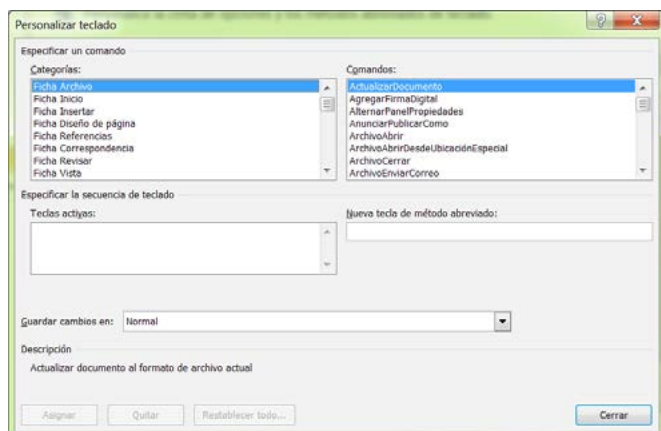 Personalizar teclado
Especificar un comando
Categorías:
Ficha Archivo
Ficha Inicio
Ficha Insertar
Ficha Diseño de página
Ficha Referencias
Ficha Correspondencia
Ficha Revisar
Ficha Vista
Comandos:
ActualizarDocumento
AgregarFirmaDigital
AlternarPanelPropiedades
AnunciarPublicarComo
ArchivoAbrir
ArchivoAbrirDesdeUbicaciónEspecial
ArchivoCerrar
ArchivoEnviarCorreo
Especificar la secuencia de teclado
Teclas activas:
Nueva tecla de método abreviado:
Guardar cambios en: Normal
Descripción
Actualizar documento al formato de archivo actual
Asignar Quitar Restablecer todo... Cerrar